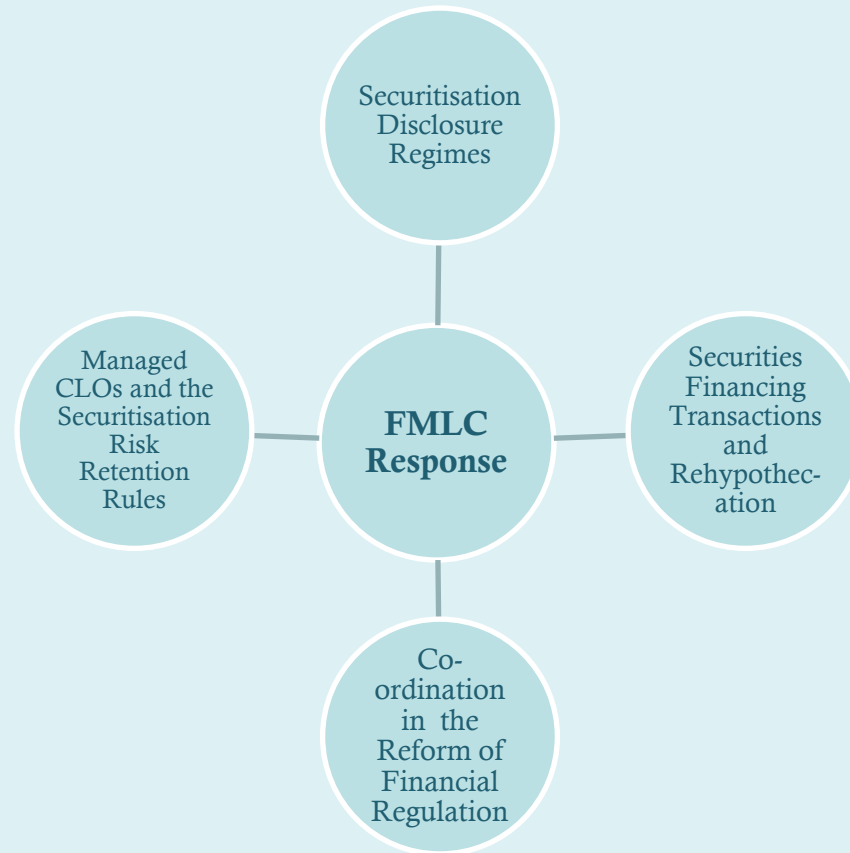 Securitisation
Disclosure
Regimes
Managed
CLOs and the
Securitisation
Risk
Retention
Rules
FMLC
Response
Securities
Financing
Transactions
and
Rehypothec-
ation
Co-
ordination
in the
Reform of
Financial
Regulation